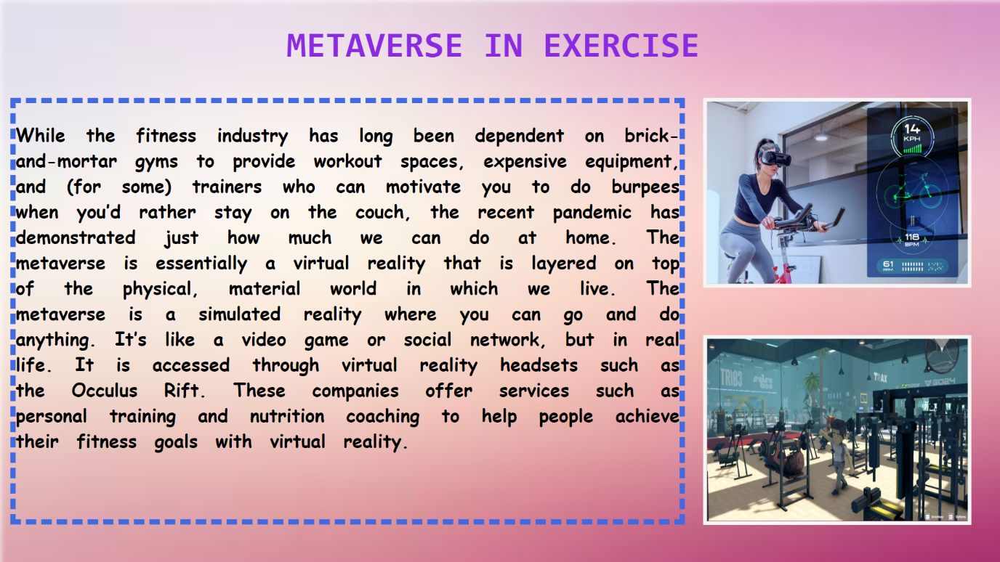 METAVERSE IN EXERCISE
While the fitness industry has long been dependent on brick-
and-mortar gyms to provide workout spaces, expensive equipment,
and (for some) trainers who can motivate you to do burpees
when you’d rather stay on the couch, the recent pandemic has
demonstrated just how much we can do at home. The
metaverse is essentially a virtual reality that is layered on top
of the physical, material world in which we live. The
metaverse is a simulated reality where you can go and do
anything. It’s like a video game or social network, but in real
life. It is accessed through virtual reality headsets such as
the Occulus Rift. These companies offer services such as
personal training and nutrition coaching to help people achieve
their fitness goals with virtual reality.
14
KPH
118
BPM
61
RPM
TRIB3
TRAX
GO24
Options